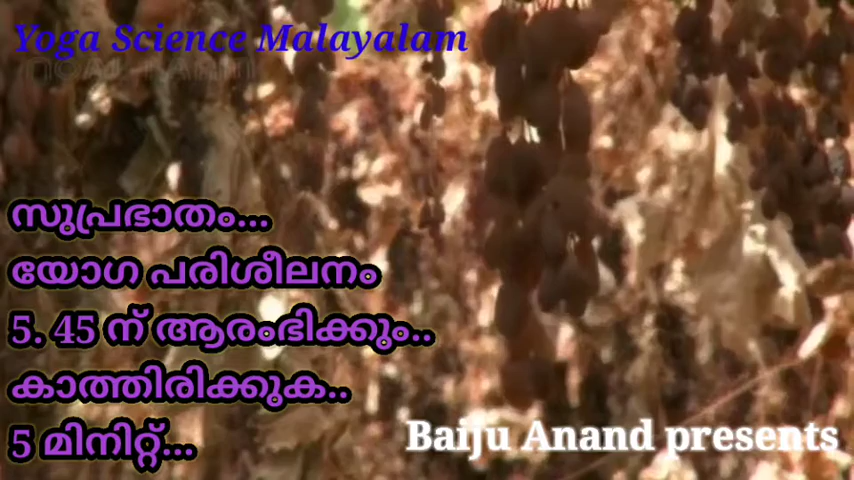 Yoga Science Malayalam
സുപ്രഭാതം...
യോഗ പരിശീലനം
5. 45 ന് ആരംഭിക്കും..
കാത്തിരിക്കുക..
5 മിനിറ്റ്...
Baiju Anand presents